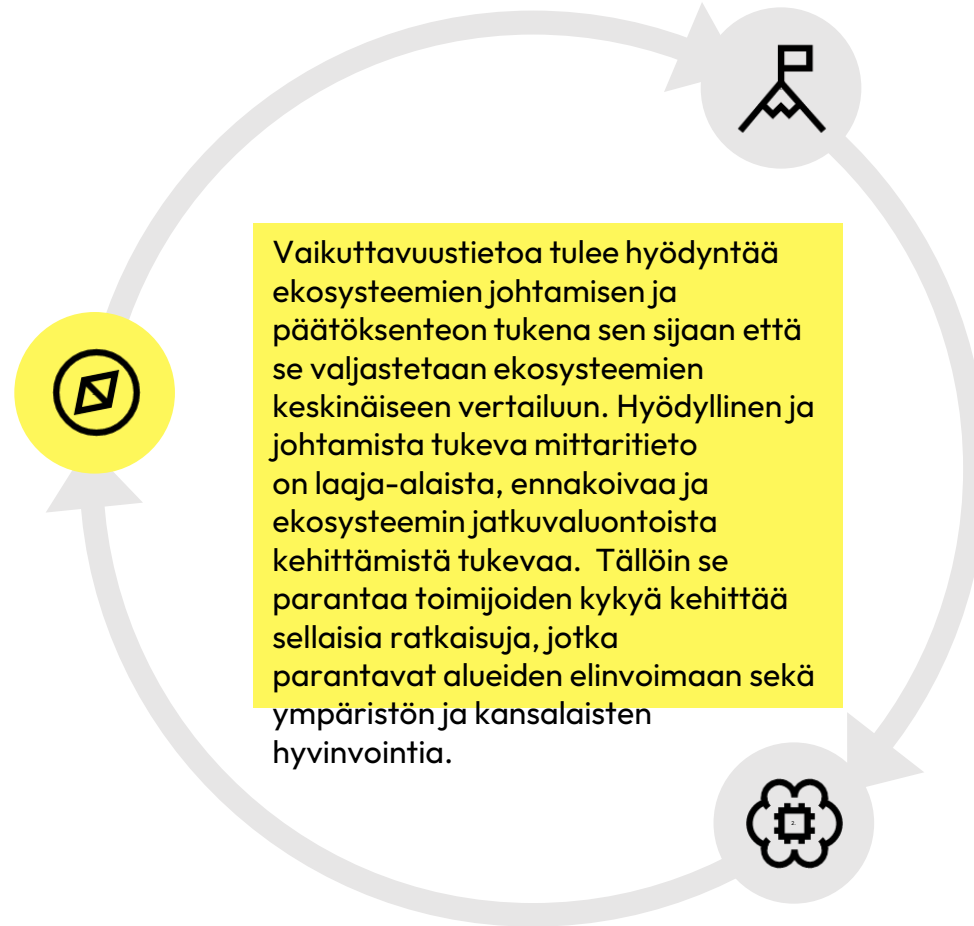 Vaikuttavuustietoa tulee hyödyntää
ekosysteemien johtamisen ja
päätöksenteon tukena sen sijaan että
se valjastetaan ekosysteemien
keskinäiseen vertailuun. Hyödyllinen ja
johtamista tukeva mittaritieto
on laaja-alaista, ennakoivaa ja
ekosysteemin jatkuvaluontoista
kehittämistä tukevaa. Tällöin se
parantaa toimijoiden kykyä kehittää
sellaisia ratkaisuja, jotka
parantavat alueiden elinvoimaan sekä
ympäristön ja kansalaisten
hyvinvointia.
2.